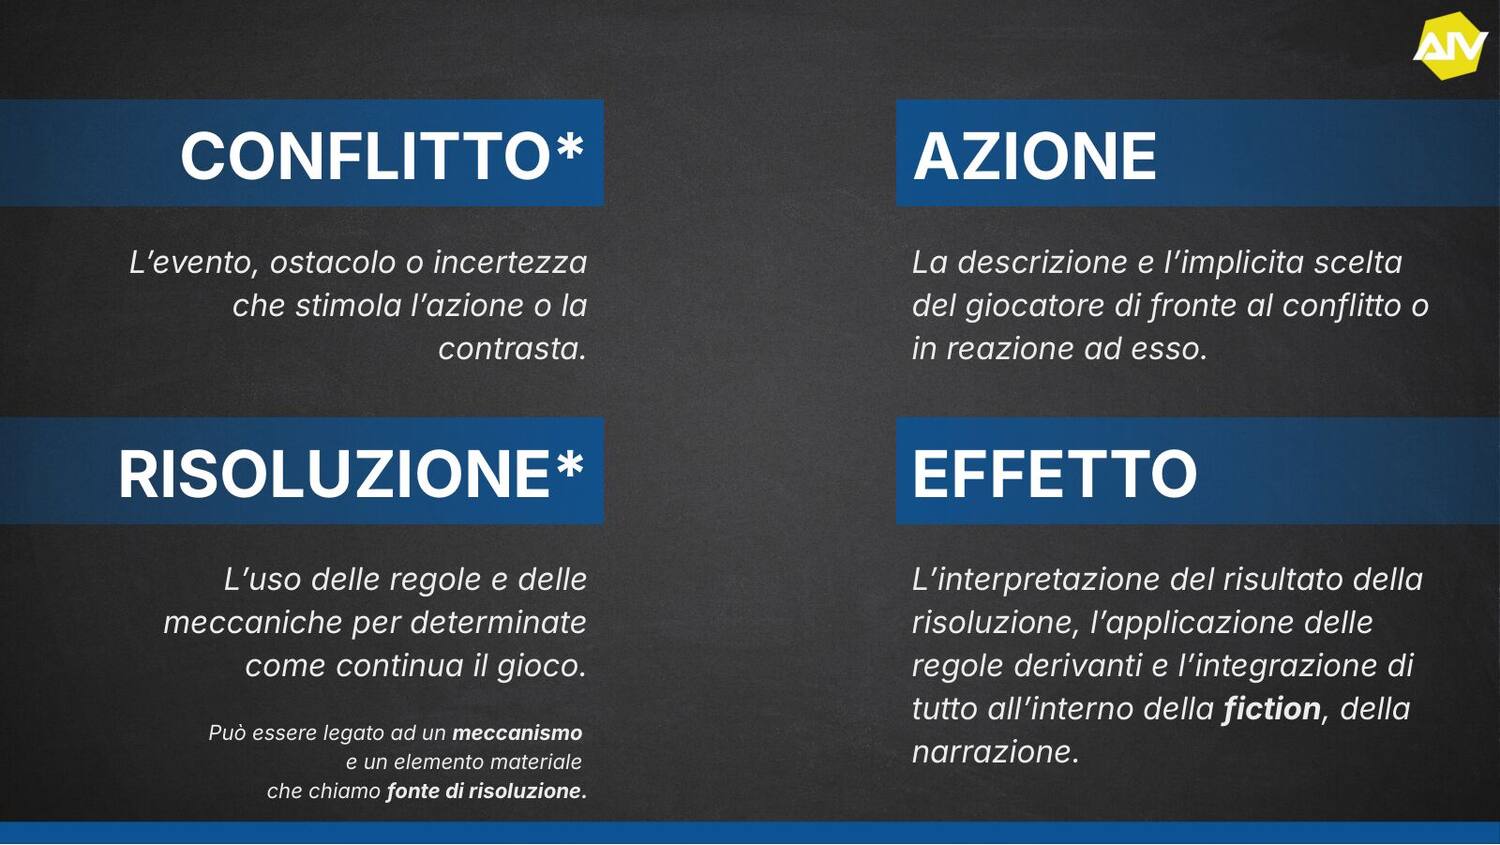 AIV
CONFLITTO*
L’evento, ostacolo o incertezza
che stimola l’azione o la
contrasta.
AZIONE
La descrizione e l’implicita scelta
del giocatore di fronte al conflitto o
in reazione ad esso.
RISOLUZIONE*
L’uso delle regole e delle
meccaniche per determinate
come continua il gioco.
Può essere legato ad un meccanismo
e un elemento materiale
che chiamo fonte di risoluzione.
EFFETTO
L’interpretazione del risultato della
risoluzione, l’applicazione delle
regole derivanti e l’integrazione di
tutto all’interno della fiction, della
narrazione.